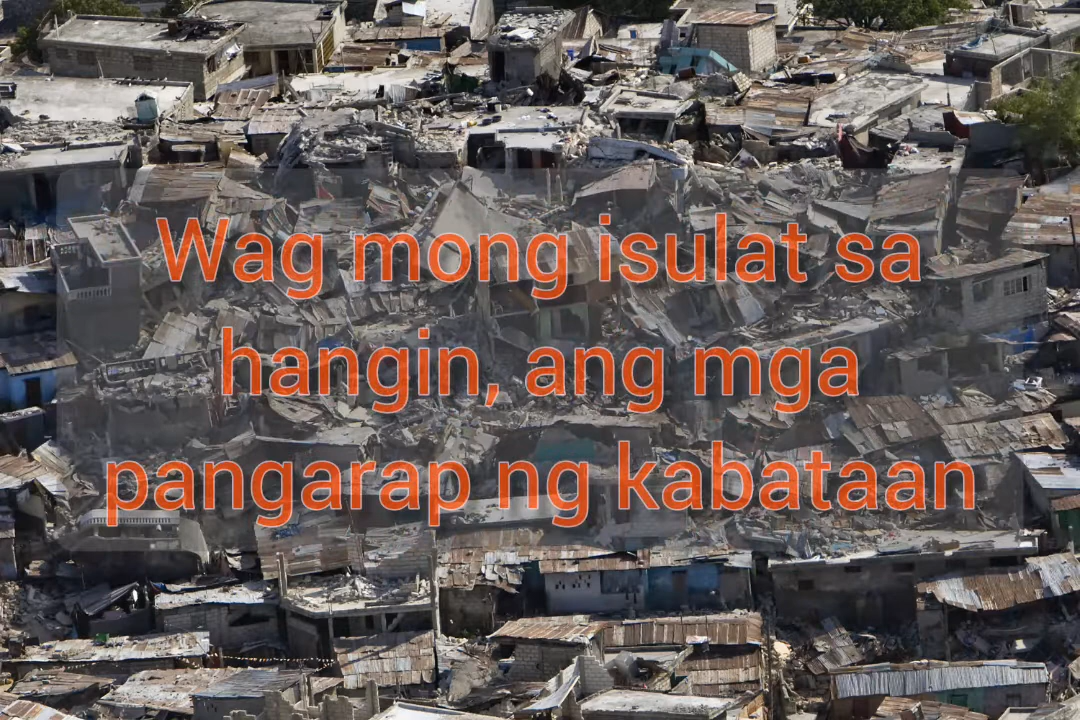 Wag mong isulat sa
hangin, ang mga
pangarap ng kabataan